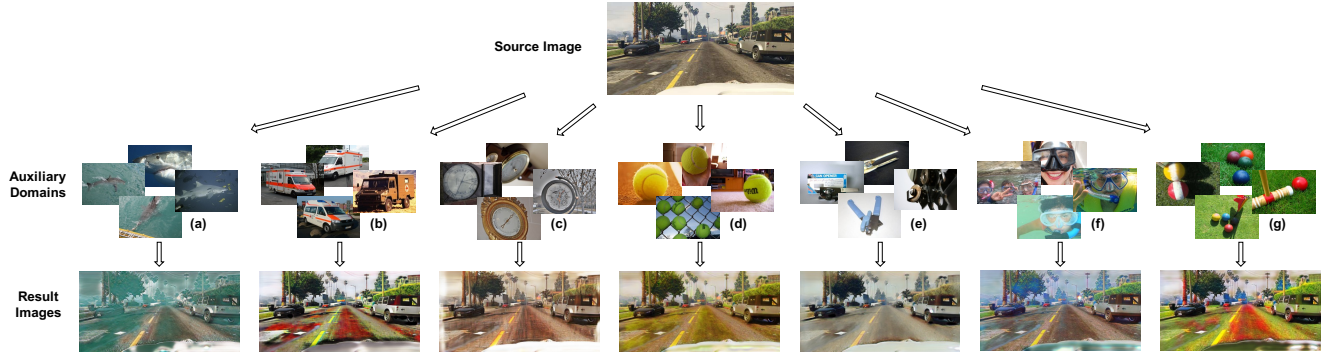 Source Image
Auxiliary
Domains
(a)
(b)
(c)
(d)
(e)
(f)
(g)
Result
Images